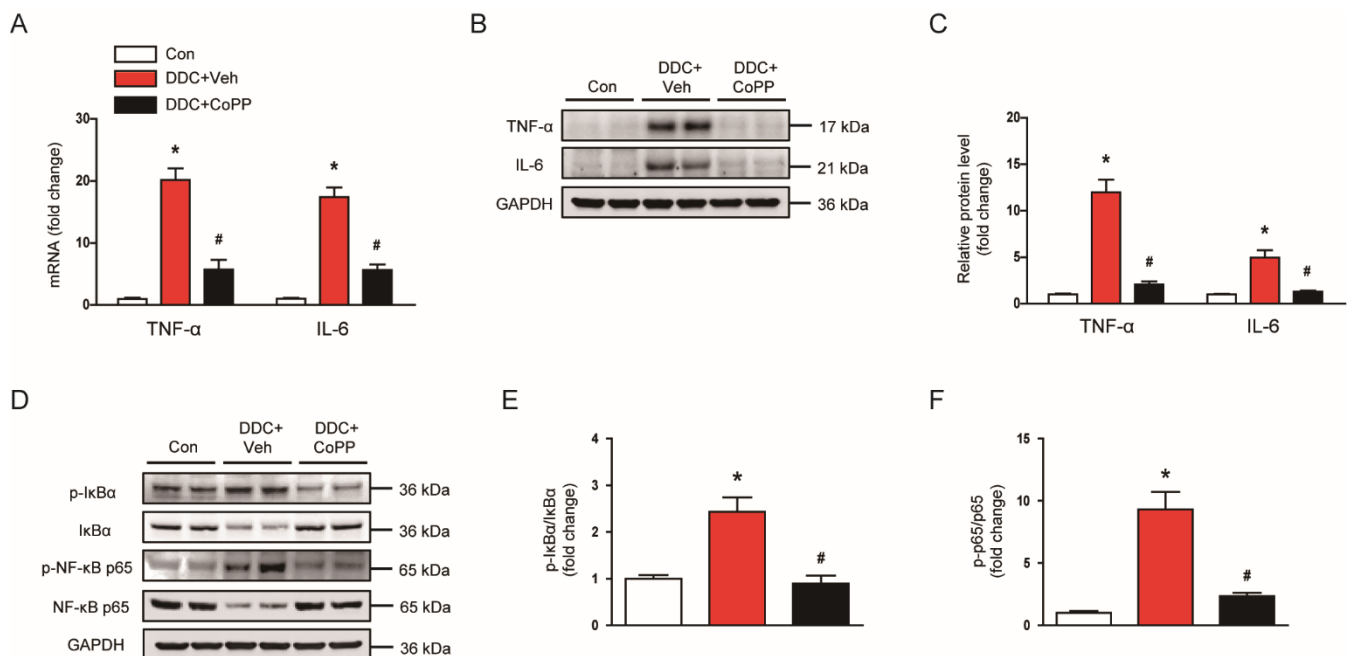 A
Con
DDC+Veh
DDC+CoPP
mRNA (fold change)
30
20
10
0
*
#
*
#
TNF-α
IL-6
B
Con
DDC+
Veh
DDC+
CoPP
TNF-α
17 kDa
IL-6
21 kDa
GAPDH
36 kDa
C
Relative protein level
(fold change)
20
15
10
5
0
*
#
*
#
TNF-α
IL-6
D
Con
DDC+
Veh
DDC+
CoPP
p-IκBα
36 kDa
IκBα
36 kDa
p-NF-κB p65
65 kDa
NF-κB p65
65 kDa
GAPDH
36 kDa
E
p-IκBα/IκBα
(fold change)
4
3
2
1
0
*
#
F
p-p65/p65
(fold change)
15
10
5
0
*
#